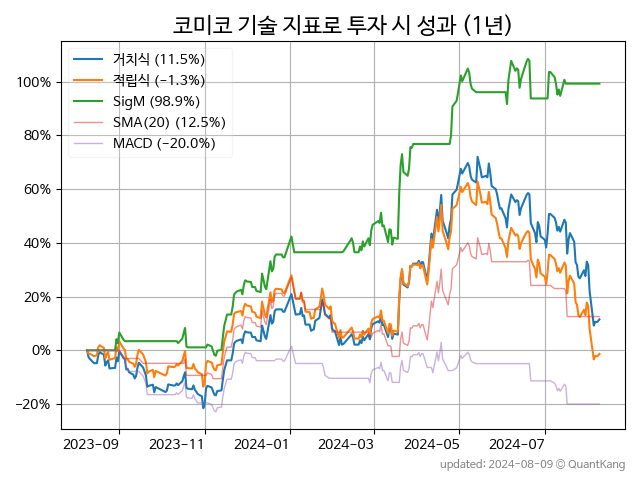 코미코 기술 지표로 투자 시 성과 (1년)
거치식 (11.5%)
적립식 (−1.3%)
SigM (98.9%)
SMA(20) (12.5%)
MACD (−20.0%)
100%
80%
60%
40%
20%
0%
−20%
2023-09 2023-11 2024-01 2024-03 2024-05 2024-07
updated: 2024-08-09 © QuantKang